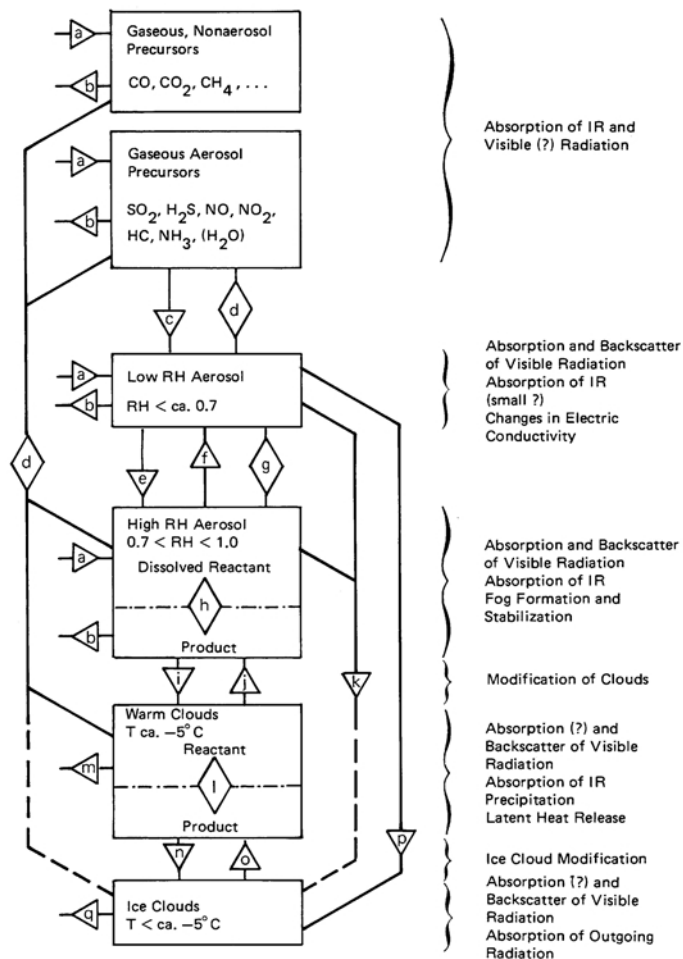 a
Gaseous, Nonaerosol
Precursors
b
CO, CO₂, CH₄, ...
Absorption of IR and
Visible (?) Radiation
a
Gaseous Aerosol
Precursors
b
SO₂, H₂S, NO, NO₂,
HC, NH₃, (H₂O)
c
d
a
Low RH Aerosol
b
RH < ca. 0.7
Absorption and Backscatter
of Visible Radiation
Absorption of IR
(small ?)
Changes in Electric
Conductivity
d
e
f
g
High RH Aerosol
0.7 < RH < 1.0
a
Dissolved Reactant
h
b
Product
Absorption and Backscatter
of Visible Radiation
Absorption of IR
Fog Formation and
Stabilization
i
j
k
Modification of Clouds
Warm Clouds
T ca. −5°C
Reactant
m
l
Product
Absorption (?) and
Backscatter of Visible
Radiation
Absorption of IR
Precipitation
Latent Heat Release
n
o
p
Ice Cloud Modification
q
Ice Clouds
T < ca. −5°C
Absorption (?) and
Backscatter of Visible
Radiation
Absorption of Outgoing
Radiation